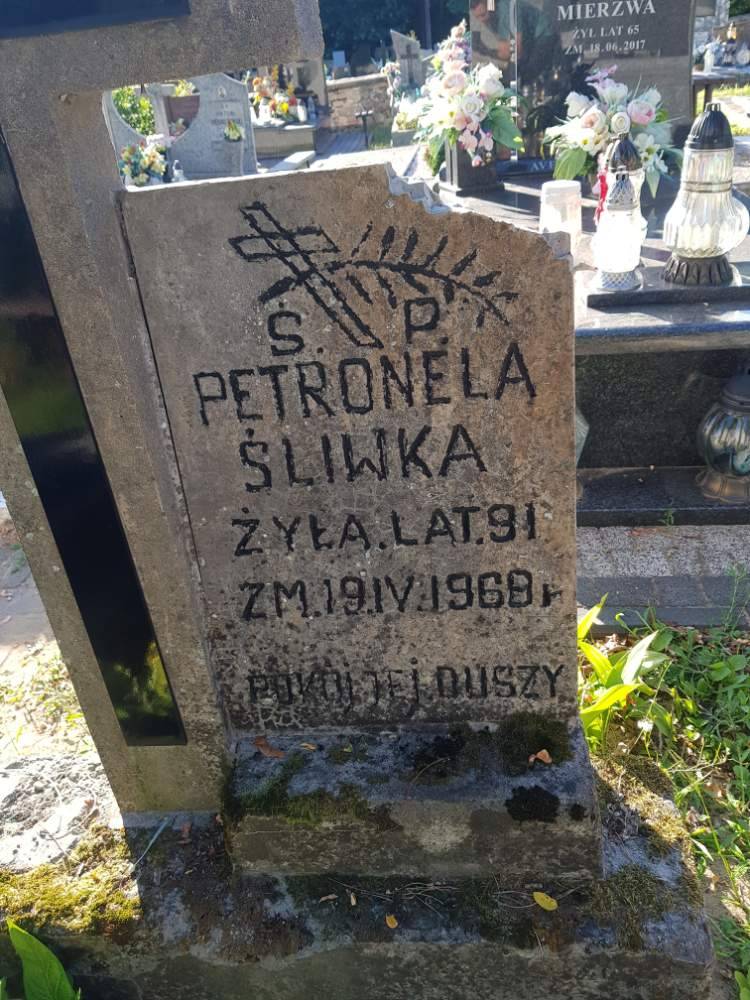 MIERZWA
ŻYŁ LAT 65
ZM. 18.06.2017
Ś. P.
PETRONELA
ŚLIWKA
ŻYŁA.LAT.91
ZM.19.IV.1968 r
POKÓJ JEJ.DUSZY